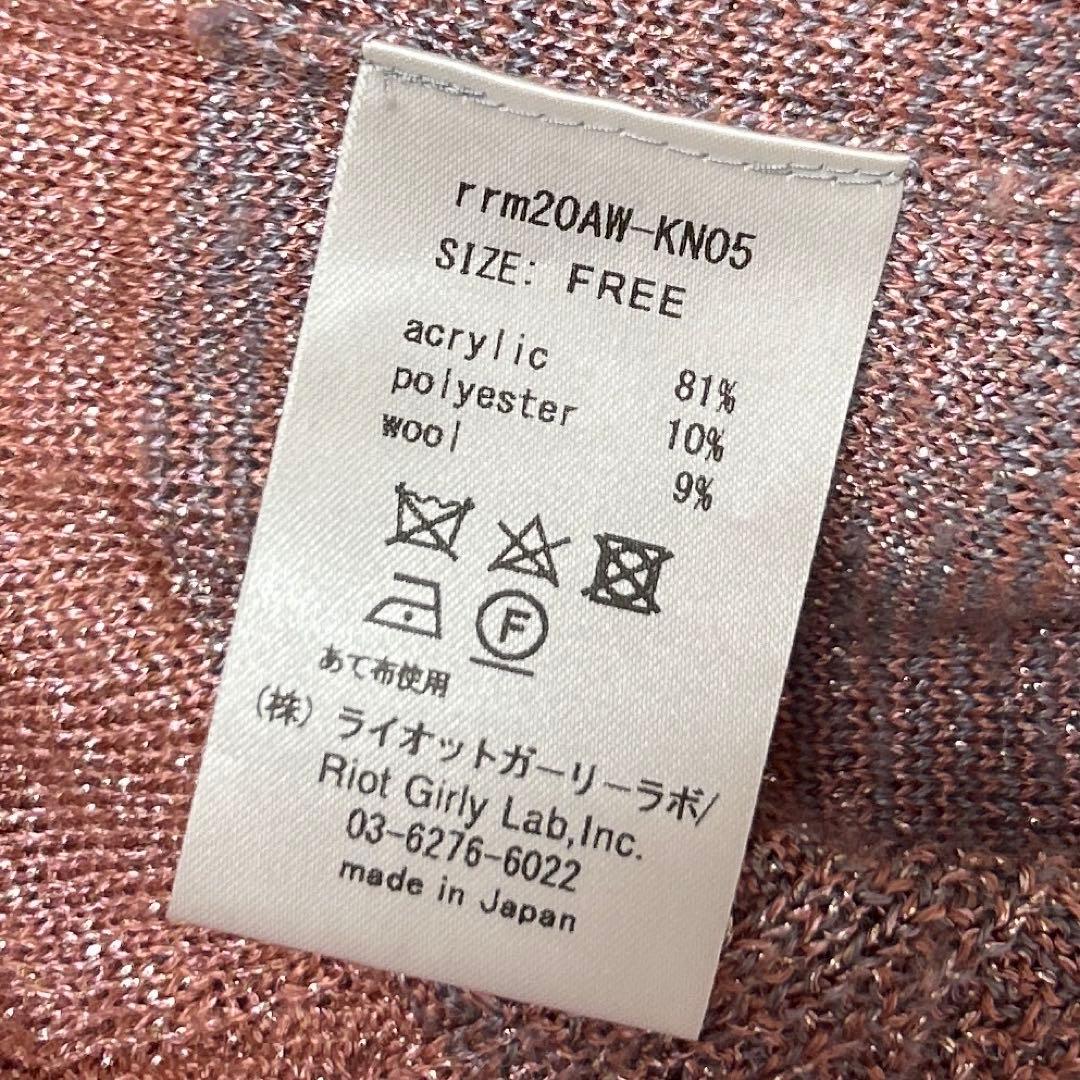 rrm20AW-KN05
SIZE: FREE
acrylic 81%
polyester 10%
wool 9%
F
あて布使用
(株) ライオットガーリーラボ/
Riot Girly Lab,Inc.
03-6276-6022
made in Japan